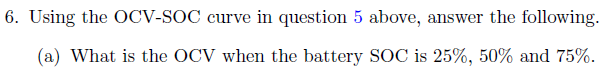 6. Using the OCV-SOC curve in question 5 above, answer the following.
(a) What is the OCV when the battery SOC is 25%, 50% and 75%.